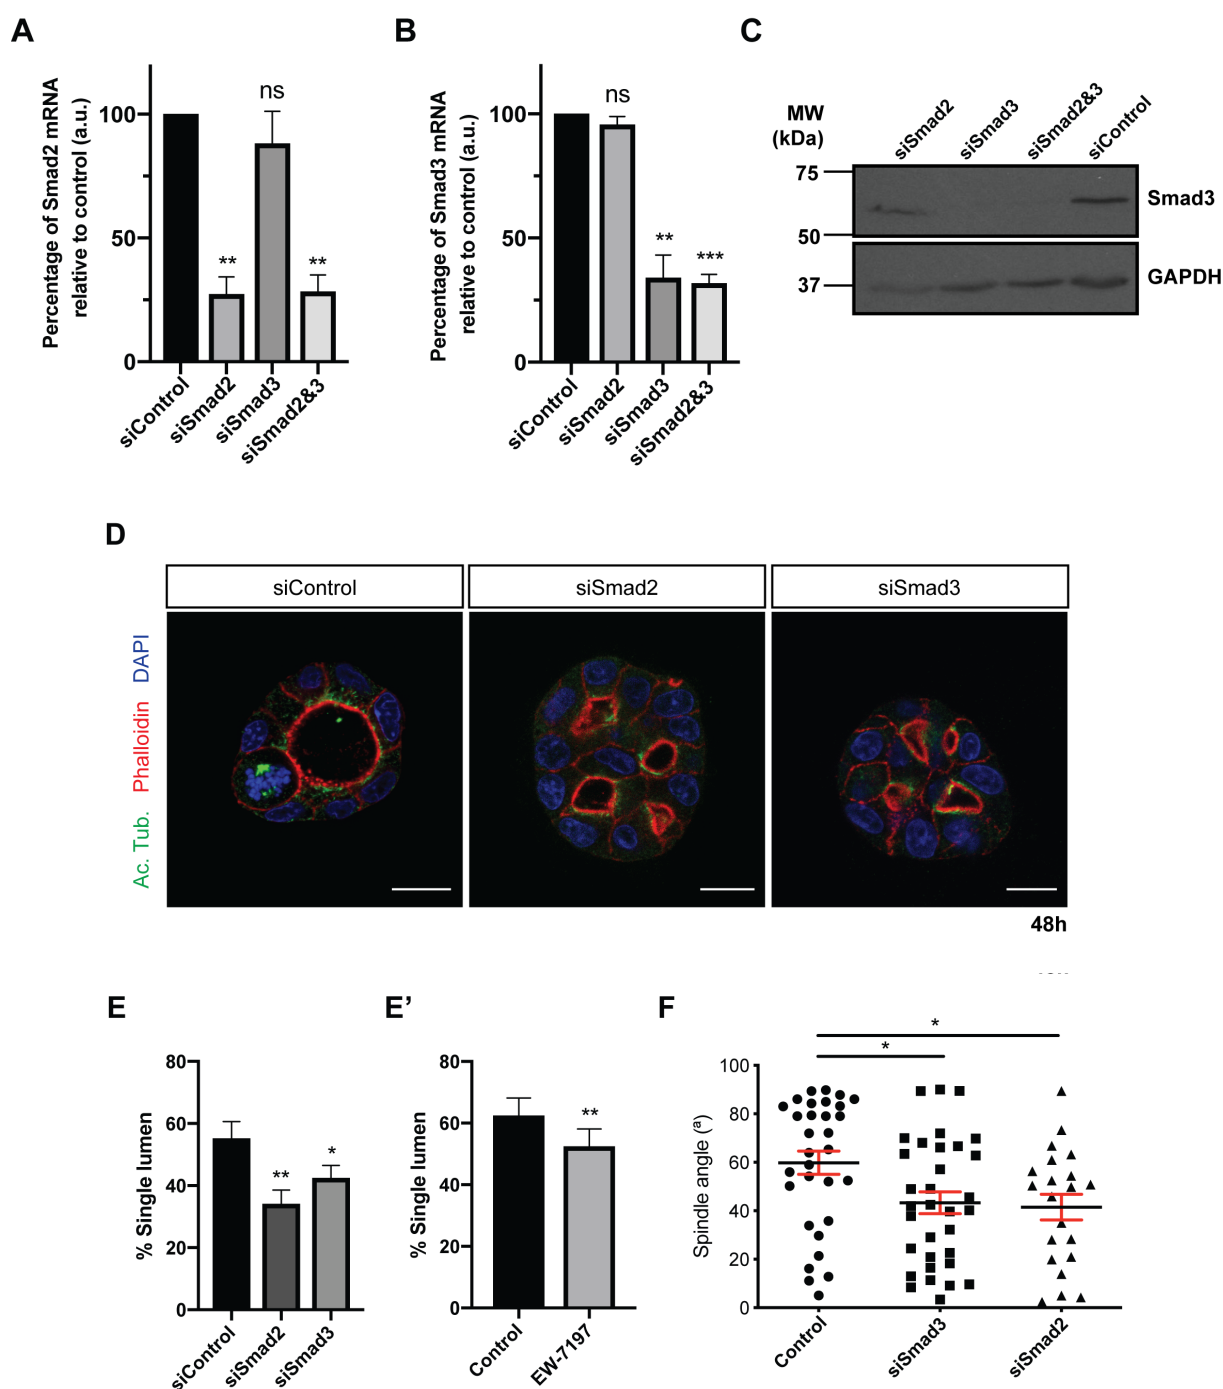 A
Percentage of Smad2 mRNA
relative to control (a.u.)
100
50
0
ns
**
**
siControl
siSmad2
siSmad3
siSmad2&3
B
Percentage of Smad3 mRNA
relative to control (a.u.)
100
50
0
ns
**
***
siControl
siSmad2
siSmad3
siSmad2&3
C
MW
(kDa)
siSmad2
siSmad3
siSmad2&3
siControl
75
50
37
Smad3
GAPDH
D
siControl
siSmad2
siSmad3
Ac. Tub. Phalloidin DAPI
48h
E
% Single lumen
80
60
40
20
0
**
*
siControl
siSmad2
siSmad3
E’
% Single lumen
80
60
40
20
0
**
Control
EW-7197
F
Spindle angle (ª)
100
80
60
40
20
0
*
*
Control
siSmad3
siSmad2